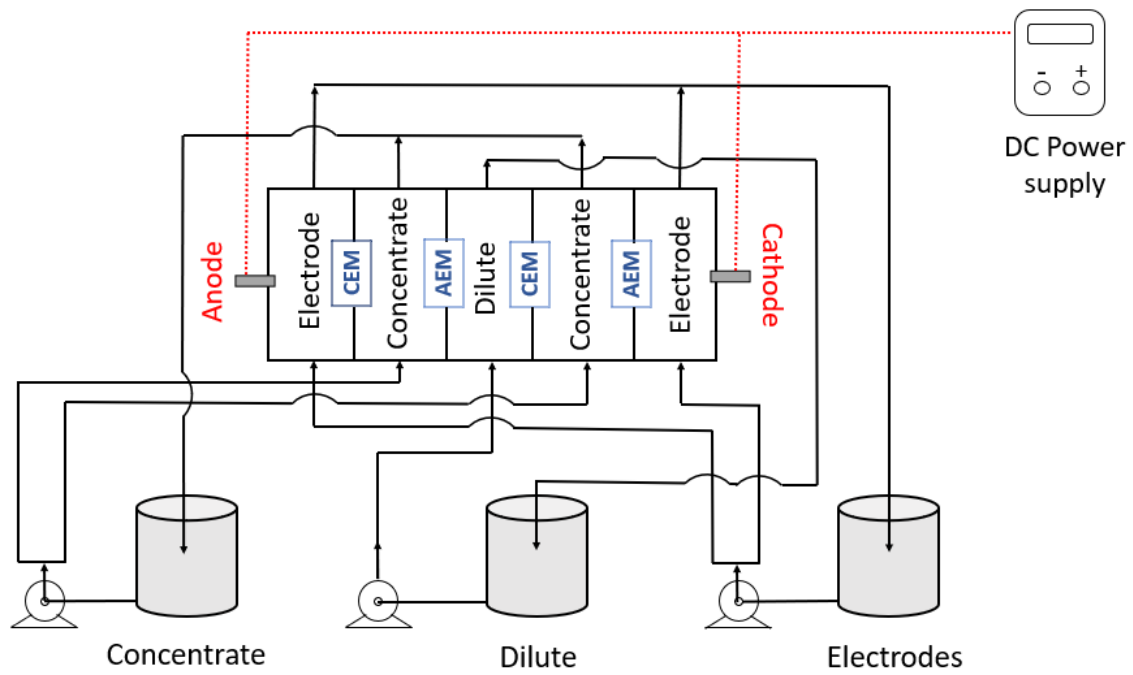 - +
DC Power
supply
Anode
Electrode
CEM
Concentrate
AEM
Dilute
CEM
Concentrate
AEM
Electrode
Cathode
Concentrate
Dilute
Electrodes